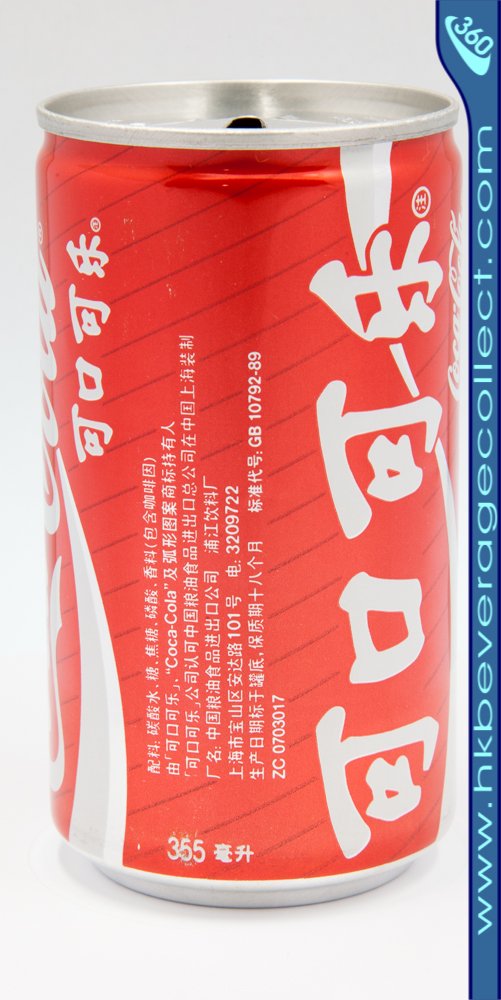 Coca-Cola
可口可乐®
配料: 碳酸水、糖、焦糖、磷酸、香料(包含咖啡因)
由「可口可乐」、"Coca-Cola"及弧形图案商标持有人
「可口可乐」公司认可中国粮油食品进出口总公司在中国上海装制
厂名: 中国粮油食品进出口公司 浦江饮料厂
上海市宝山区安达路101号 电: 3209722
生产日期标于罐底,保质期十八个月 标准代号: GB 10792-89
ZC 0703017
355 毫升
可口可乐
注
Coca-Cola
360
www.hkbeveragecollect.com